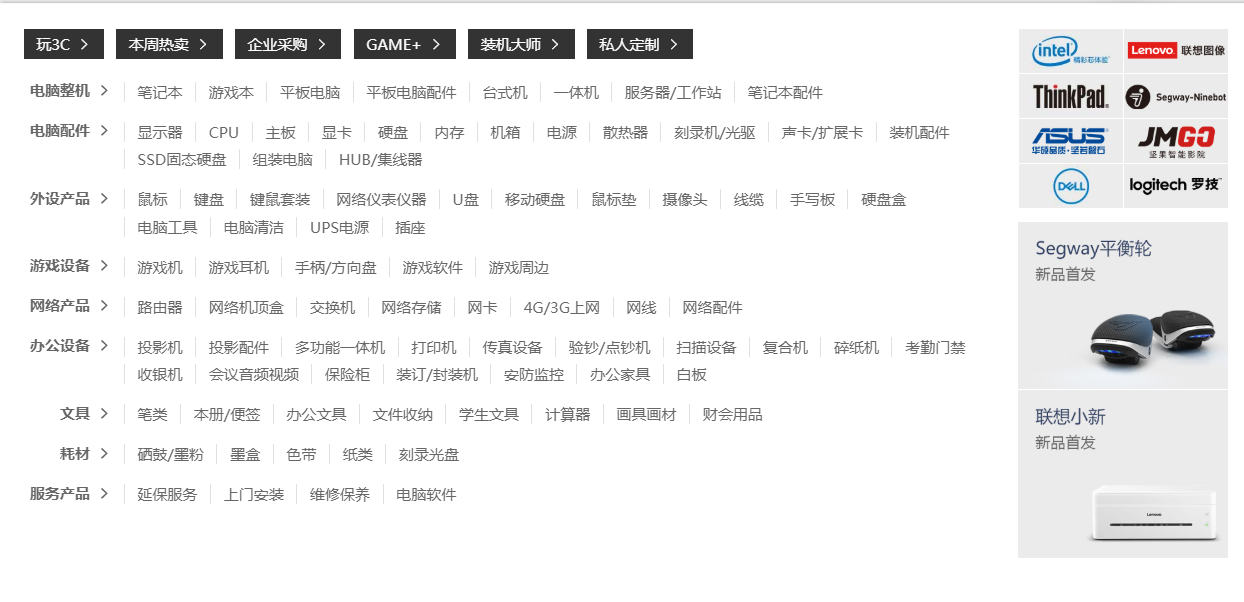 玩3C > 本周热卖 > 企业采购 > GAME+ > 装机大师 > 私人定制 >
电脑整机 > 笔记本 游戏本 平板电脑 平板电脑配件 台式机 一体机 服务器/工作站 笔记本配件
电脑配件 > 显示器 CPU 主板 显卡 硬盘 内存 机箱 电源 散热器 刻录机/光驱 声卡/扩展卡 装机配件
SSD固态硬盘 组装电脑 HUB/集线器
外设产品 > 鼠标 键盘 键鼠套装 网络仪表仪器 U盘 移动硬盘 鼠标垫 摄像头 线缆 手写板 硬盘盒
电脑工具 电脑清洁 UPS电源 插座
游戏设备 > 游戏机 游戏耳机 手柄/方向盘 游戏软件 游戏周边
网络产品 > 路由器 网络机顶盒 交换机 网络存储 网卡 4G/3G上网 网线 网络配件
办公设备 > 投影机 投影配件 多功能一体机 打印机 传真设备 验钞/点钞机 扫描设备 复合机 碎纸机 考勤门禁
收银机 会议音频视频 保险柜 装订/封装机 安防监控 办公家具 白板
文具 > 笔类 本册/便签 办公文具 文件收纳 学生文具 计算器 画具画材 财会用品
耗材 > 硒鼓/墨粉 墨盒 色带 纸类 刻录光盘
服务产品 > 延保服务 上门安装 维修保养 电脑软件
intel 精彩芯体验
Lenovo 联想图像
ThinkPad
Segway-Ninebot
ASUS
华硕品质·坚若磐石
JMGO
坚果智能影院
DELL
logitech 罗技
Segway平衡轮
新品首发
联想小新
新品首发
Lenovo